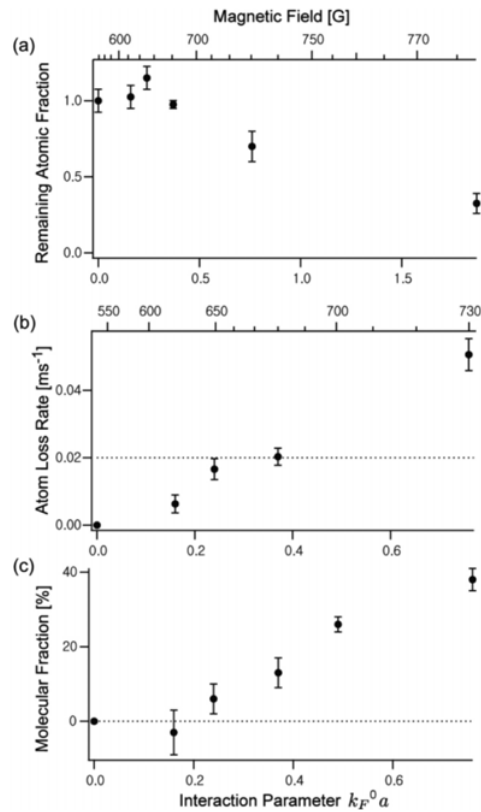 Magnetic Field [G]
600 700 750 770
(a)
Remaining Atomic Fraction
1.0
0.5
0.0
0.0 0.5 1.0 1.5
550 600 650 700 730
(b)
Atom Loss Rate [ms⁻¹]
0.04
0.02
0.00
0.0 0.2 0.4 0.6
(c)
Molecular Fraction [%]
40
20
0
0.0 0.2 0.4 0.6
Interaction Parameter k_F⁰a